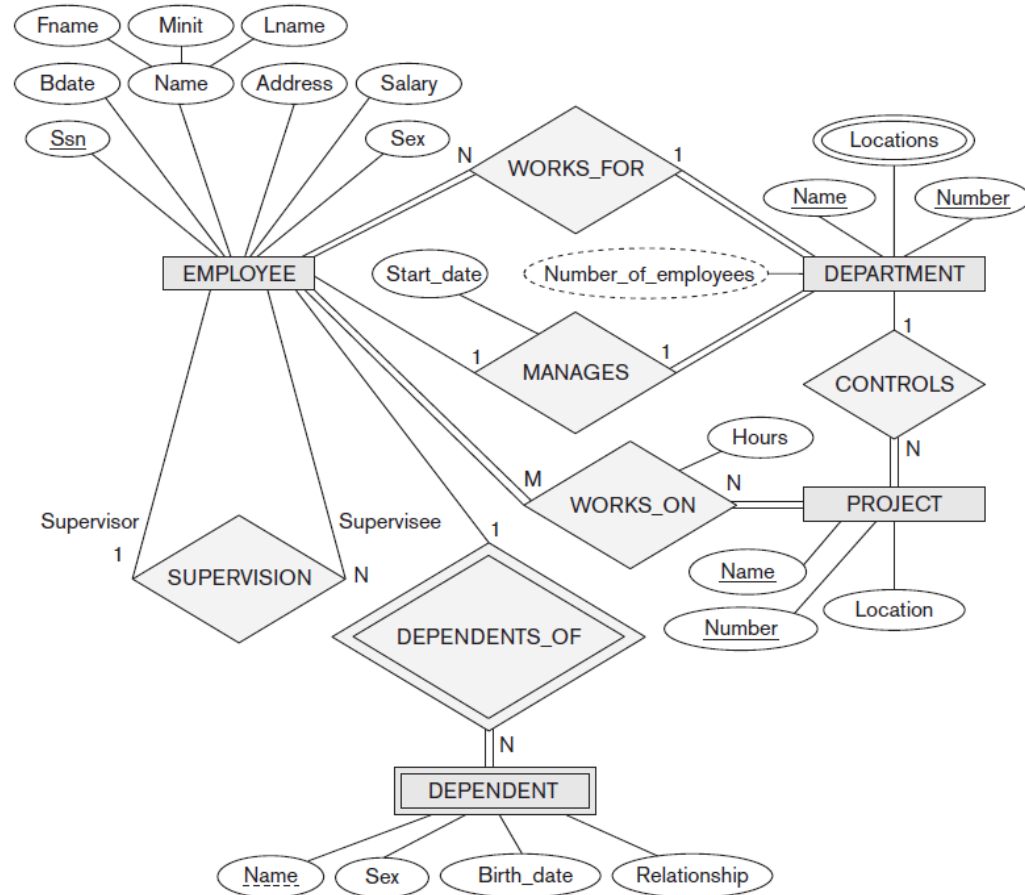 Fname
Minit
Lname
Bdate
Name
Address
Salary
Ssn
Sex
N
WORKS_FOR
1
Locations
Name
Number
EMPLOYEE
Start_date
Number_of_employees
DEPARTMENT
1
MANAGES
1
1
CONTROLS
N
Hours
M
WORKS_ON
N
PROJECT
Supervisor
1
Supervisee
N
SUPERVISION
1
Name
Number
Location
DEPENDENTS_OF
N
DEPENDENT
Name
Sex
Birth_date
Relationship